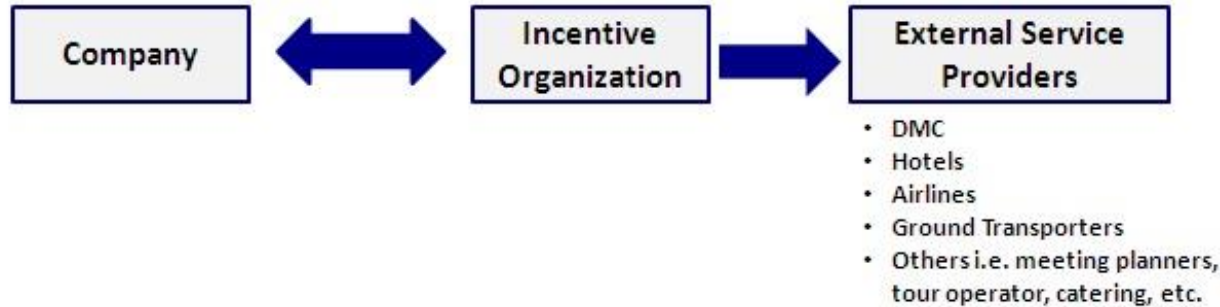 Company
Incentive
Organization
External Service
Providers
• DMC
• Hotels
• Airlines
• Ground Transporters
• Others i.e. meeting planners,
tour operator, catering, etc.